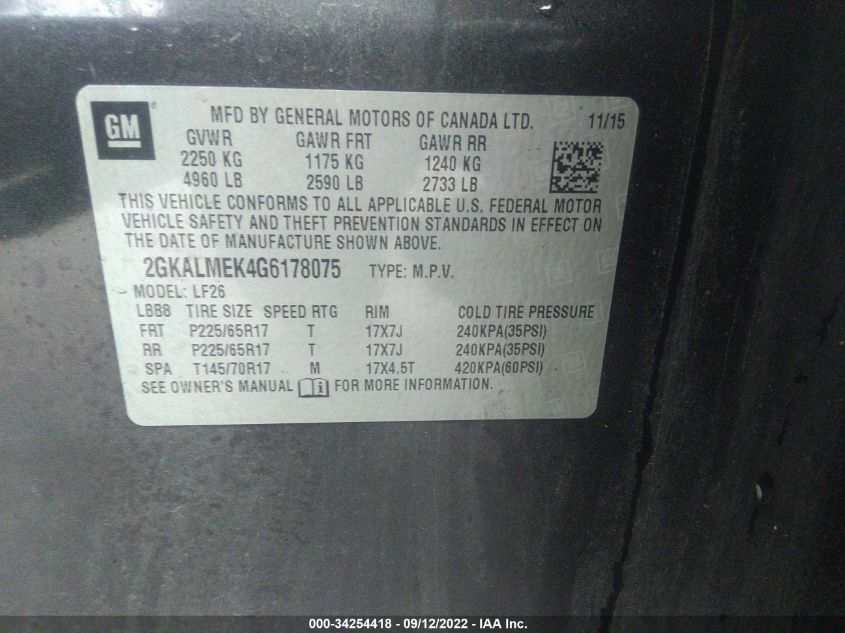 GM
MFD BY GENERAL MOTORS OF CANADA LTD. 11/15
GVWR GAWR FRT GAWR RR
2250 KG 1175 KG 1240 KG
4960 LB 2590 LB 2733 LB
THIS VEHICLE CONFORMS TO ALL APPLICABLE U.S. FEDERAL MOTOR
VEHICLE SAFETY AND THEFT PREVENTION STANDARDS IN EFFECT ON
THE DATE OF MANUFACTURE SHOWN ABOVE.
2GKALMEK4G6178075 TYPE: M.P.V.
MODEL: LF26
LBB8 TIRE SIZE SPEED RTG RIM COLD TIRE PRESSURE
FRT P225/65R17 T 17X7J 240KPA(35PSI)
RR P225/65R17 T 17X7J 240KPA(35PSI)
SPA T145/70R17 M 17X4.5T 420KPA(60PSI)
SEE OWNER'S MANUAL FOR MORE INFORMATION.
000-34254418 - 09/12/2022 - IAA Inc.